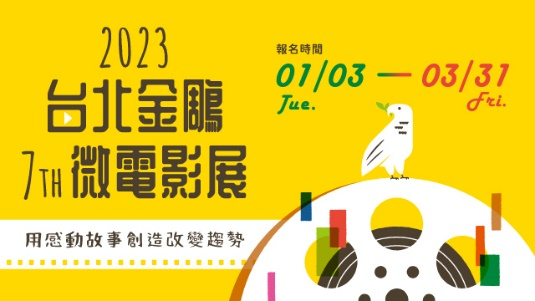 2023
台北金鵰
7TH 微電影展
用感動故事創造改變趨勢
報名時間
01/03 — 03/31
Tue. Fri.